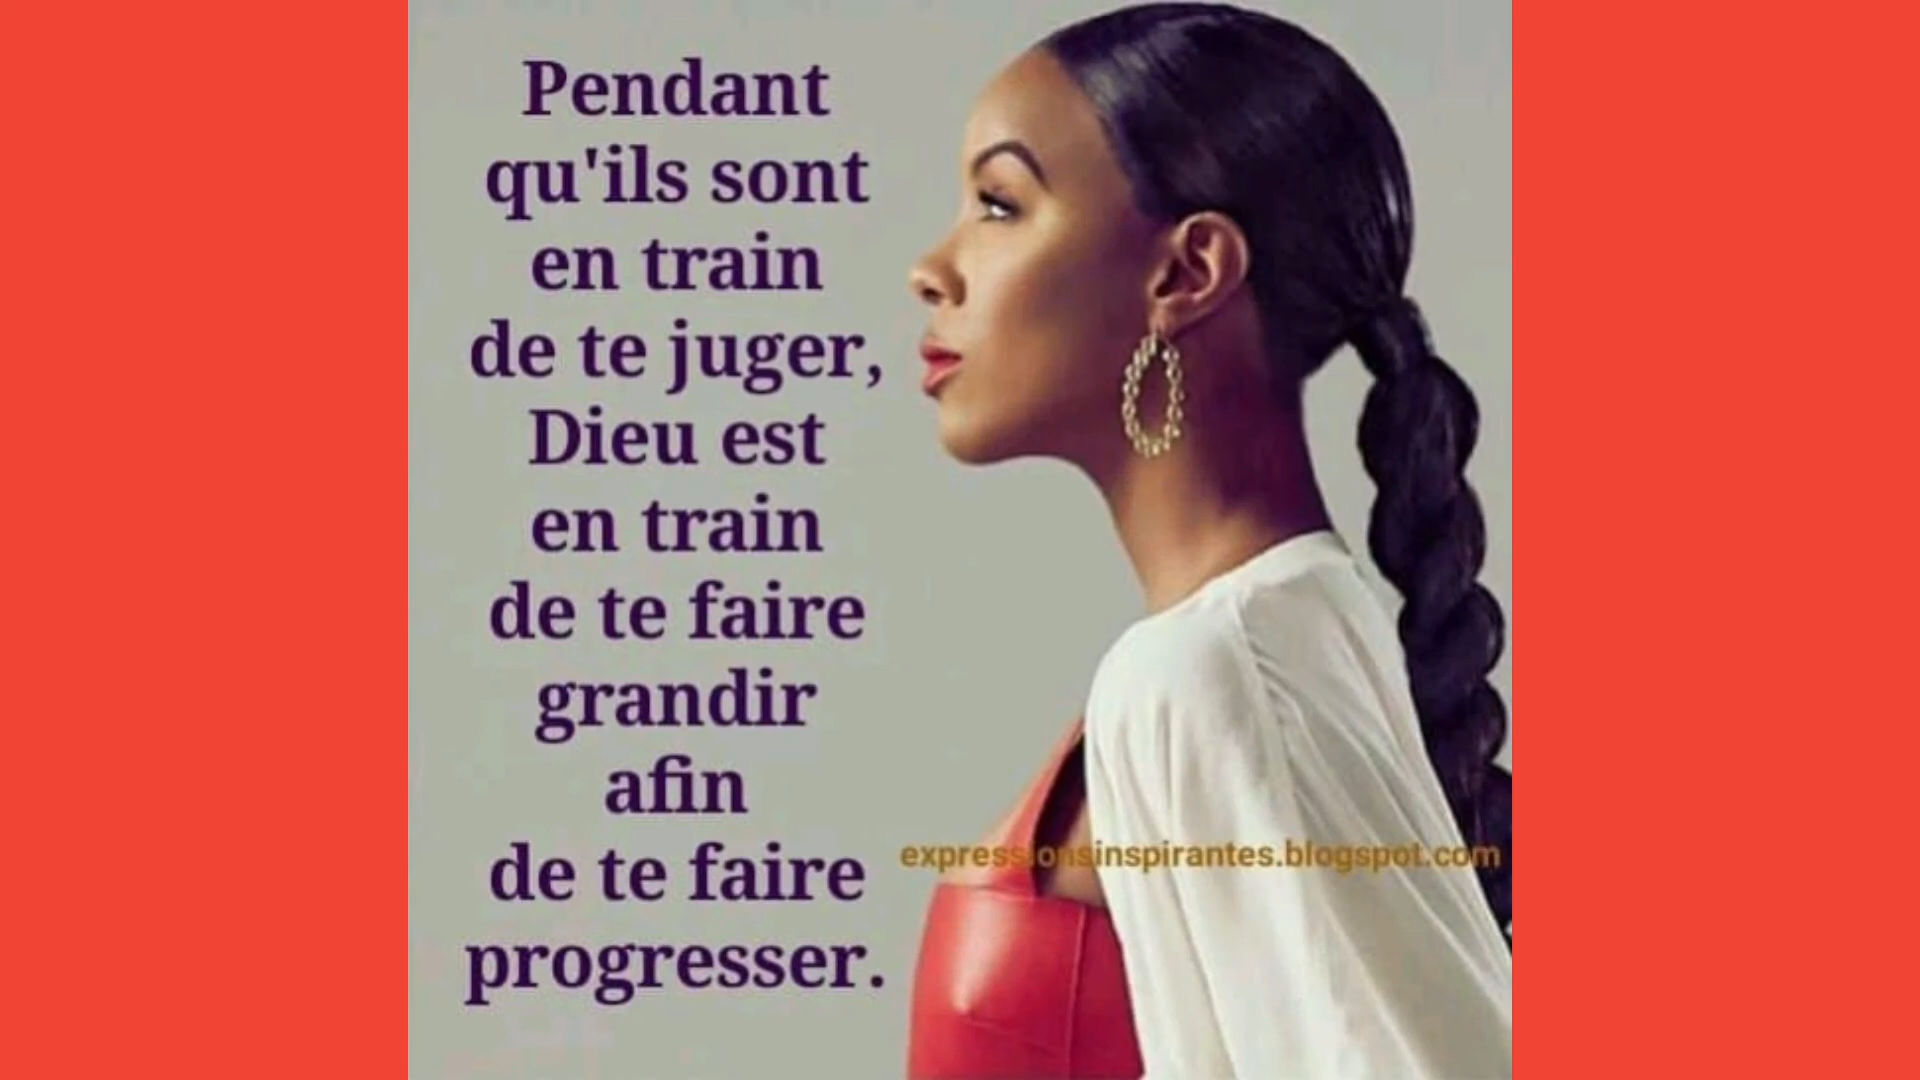 Pendant
qu'ils sont
en train
de te juger,
Dieu est
en train
de te faire
grandir
afin
de te faire
progresser.
expressionsinspirantes.blogspot.com